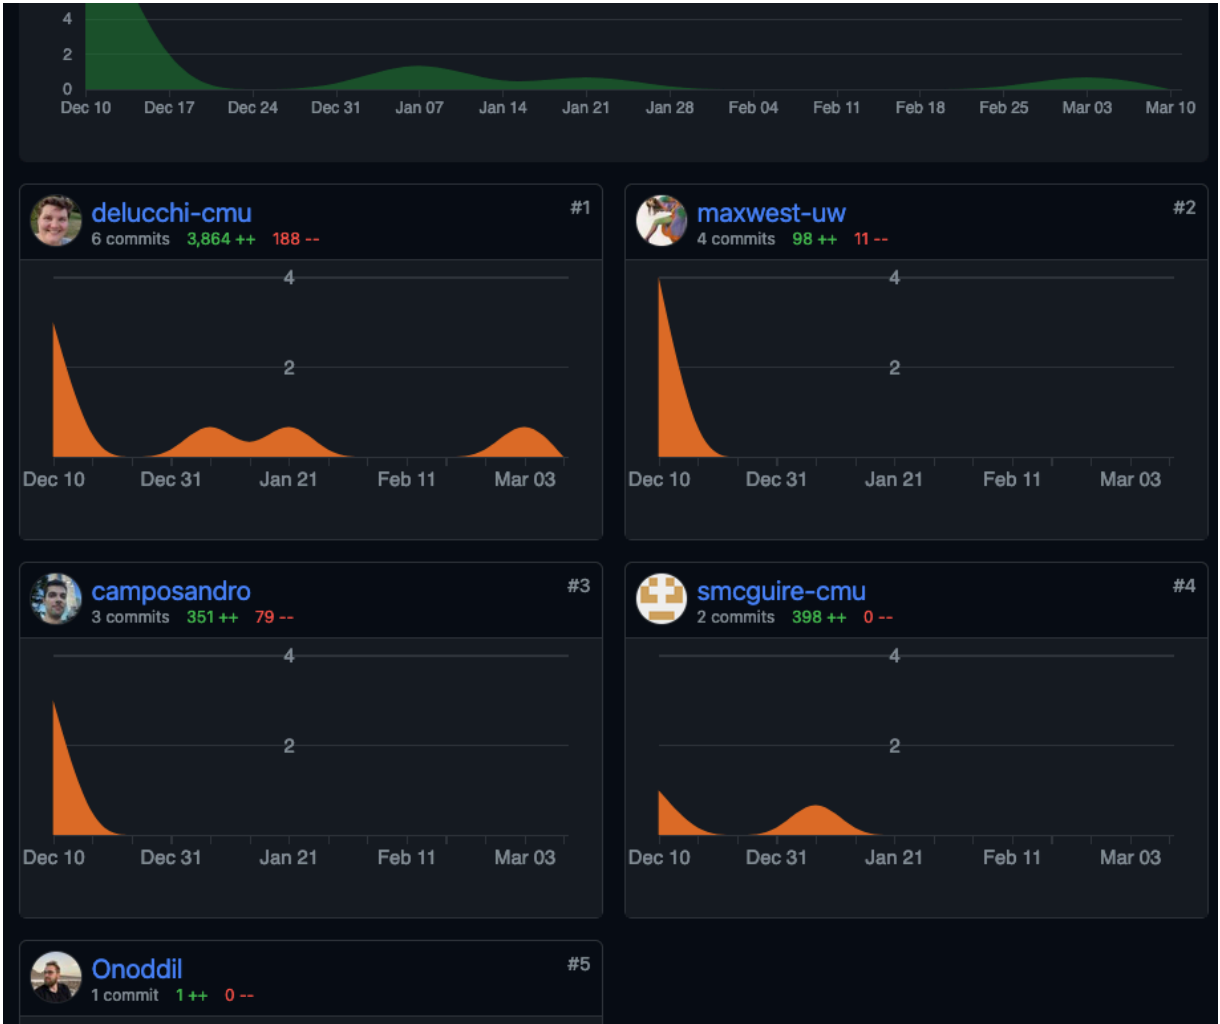 4
2
0
Dec 10 Dec 17 Dec 24 Dec 31 Jan 07 Jan 14 Jan 21 Jan 28 Feb 04 Feb 11 Feb 18 Feb 25 Mar 03 Mar 10
delucchi-cmu #1
6 commits 3,864 ++ 188 --
4
2
Dec 10 Dec 31 Jan 21 Feb 11 Mar 03
maxwest-uw #2
4 commits 98 ++ 11 --
4
2
Dec 10 Dec 31 Jan 21 Feb 11 Mar 03
camposandro #3
3 commits 351 ++ 79 --
4
2
Dec 10 Dec 31 Jan 21 Feb 11 Mar 03
smcguire-cmu #4
2 commits 398 ++ 0 --
4
2
Dec 10 Dec 31 Jan 21 Feb 11 Mar 03
Onoddil #5
1 commit 1 ++ 0 --